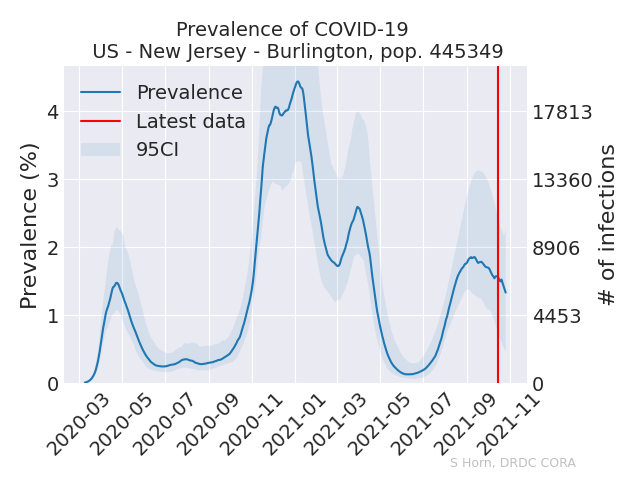 Prevalence of COVID-19
US - New Jersey - Burlington, pop. 445349
Prevalence
Latest data
95CI
Prevalence (%)
4
3
2
1
0
17813
13360
8906
4453
0
# of infections
2020-03
2020-05
2020-07
2020-09
2020-11
2021-01
2021-03
2021-05
2021-07
2021-09
2021-11
S Horn, DRDC CORA